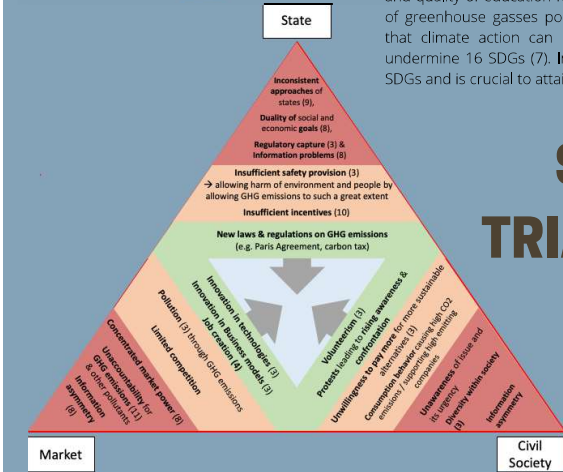 and quality of education
of greenhouse gasses po
that climate action can
undermine 16 SDGs (7). In
SDGs and is crucial to attai
S
TRIA
State
Inconsistent
approaches of
states (9),
Duality of social and
economic goals (8),
Regulatory capture (3) &
Information problems (8)
Insufficient safety provision (3)
→ allowing harm of environment and people by
allowing GHG emissions to such a great extent
Insufficient incentives (10)
New laws & regulations on GHG emissions
(e.g. Paris Agreement, carbon tax)
Concentrated market power (8)
Unaccountability for
GHG emissions (11)
& other pollutants
Information
asymmetry
(8)
Pollution (3) through GHG emissions
Limited competition
Innovation in technologies (3)
Innovation in Business models (3)
Job creation (4)
Volunteerism (3)
Protests leading to rising awareness &
confrontation
Unwillingness to pay more for more sustainable
alternatives (3)
Consumption behavior causing high CO2
emissions / supporting high emitting
companies
Unawareness of issue and
its urgency
Diversity within society
(3)
Information
asymmetry
Market
Civil
Society